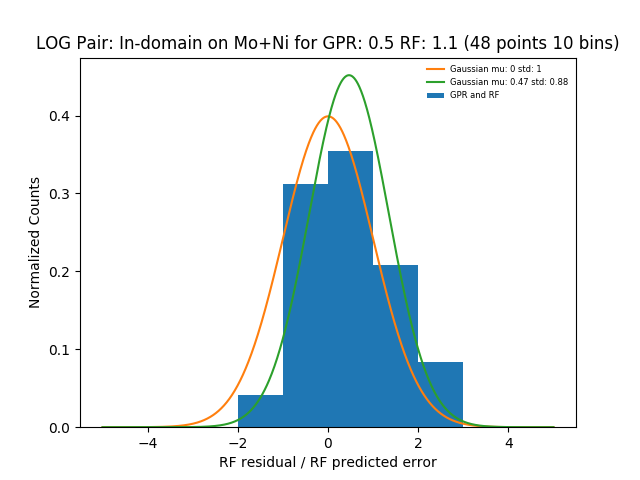 LOG Pair: In-domain on Mo+Ni for GPR: 0.5 RF: 1.1 (48 points 10 bins)
Gaussian mu: 0 std: 1
Gaussian mu: 0.47 std: 0.88
GPR and RF
Normalized Counts
0.4
0.3
0.2
0.1
0.0
−4 −2 0 2 4
RF residual / RF predicted error